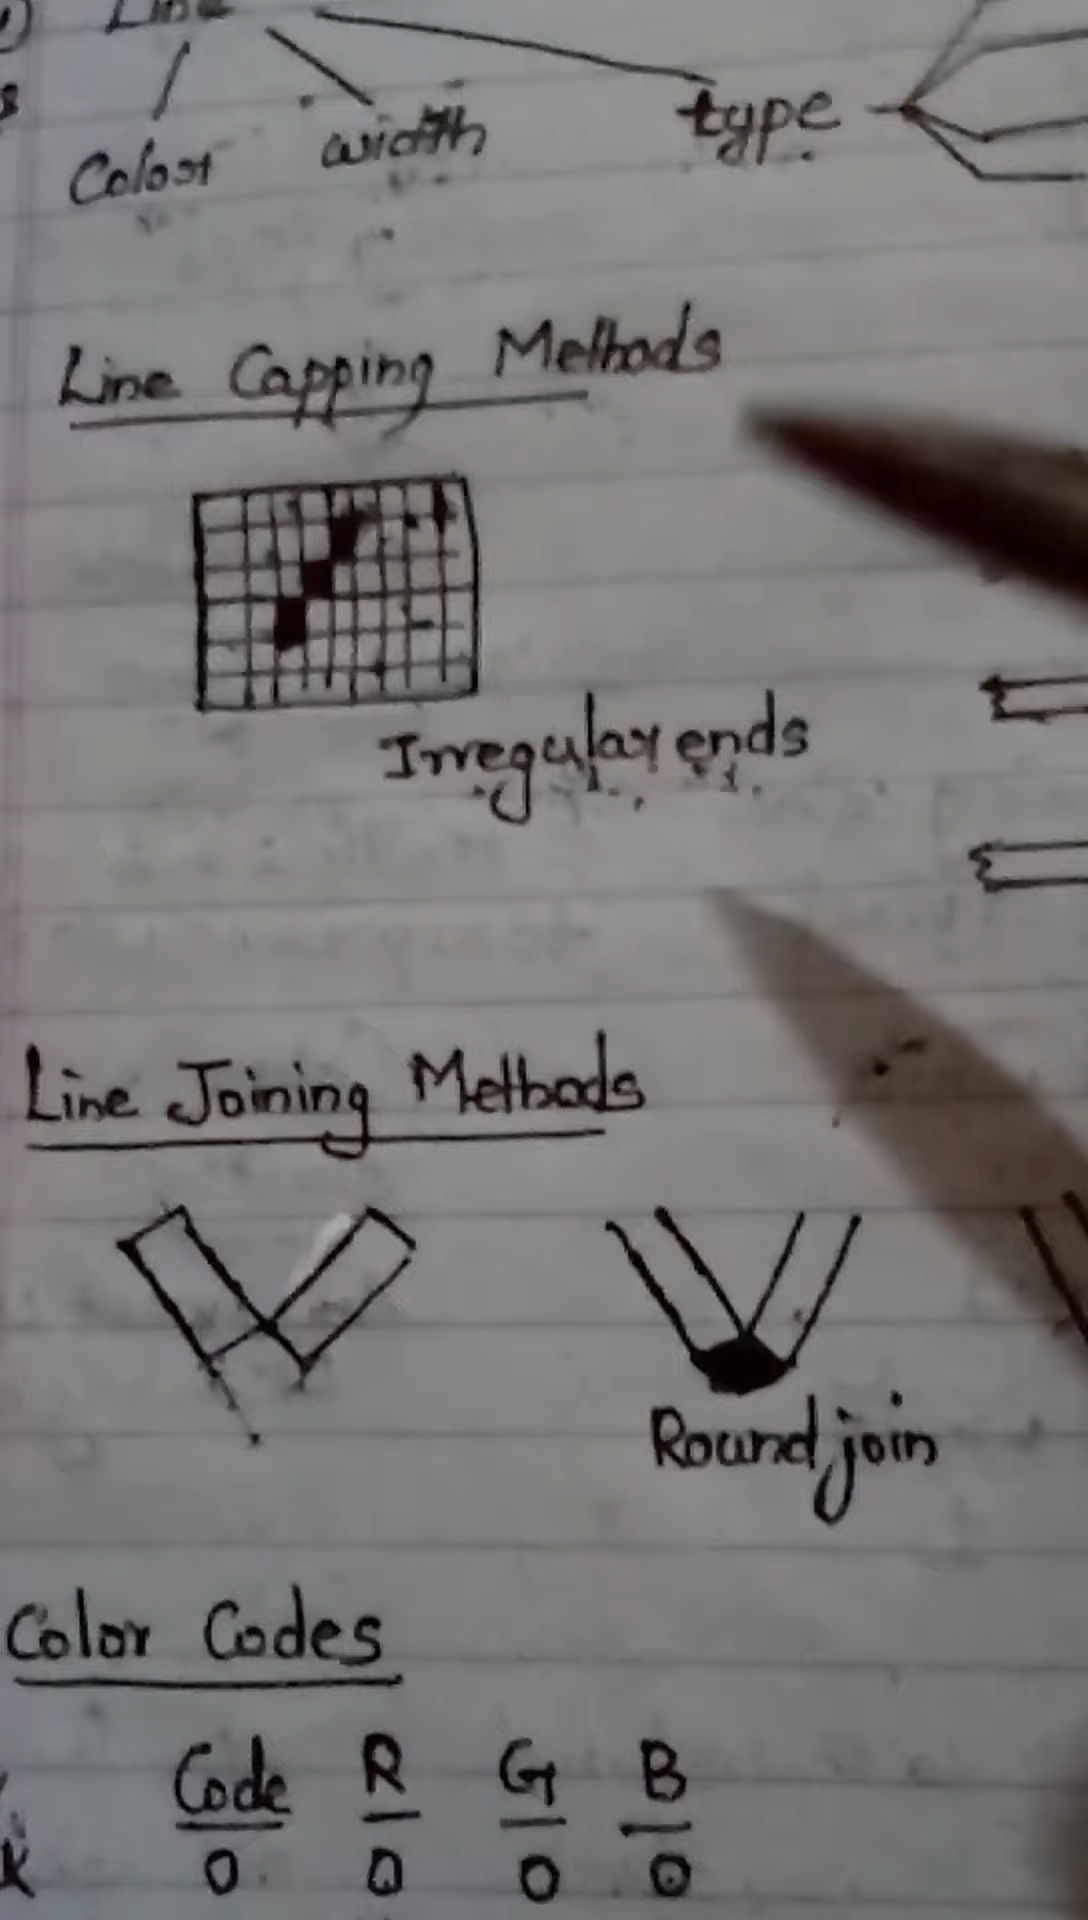 Line
Color width type
Line Capping Methods
Irregular ends
Line Joining Methods
Round join
Color Codes
Code R G B
0 0 0 0